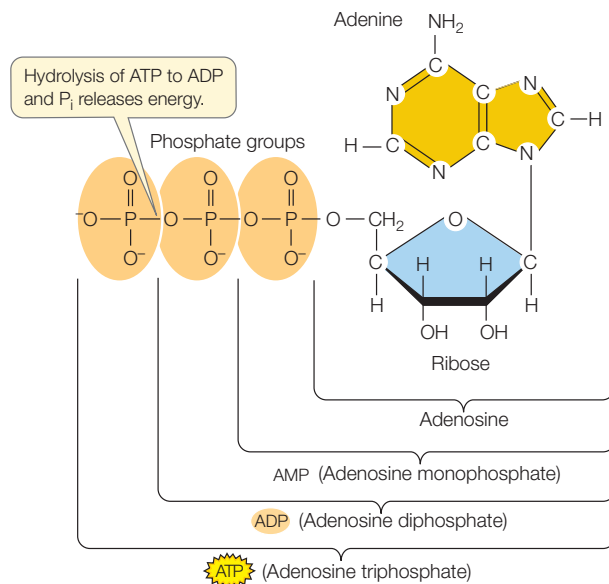 Adenine
NH₂
Hydrolysis of ATP to ADP
and Pᵢ releases energy.
C
N
C
N
Phosphate groups
H
C
C
C
H
N
N
O
O
O
⁻O
P
O
P
O
P
O
CH₂
O
O⁻
O⁻
O⁻
C
H
H
C
H
C
C
H
OH
OH
Ribose
Adenosine
AMP (Adenosine monophosphate)
ADP (Adenosine diphosphate)
ATP (Adenosine triphosphate)